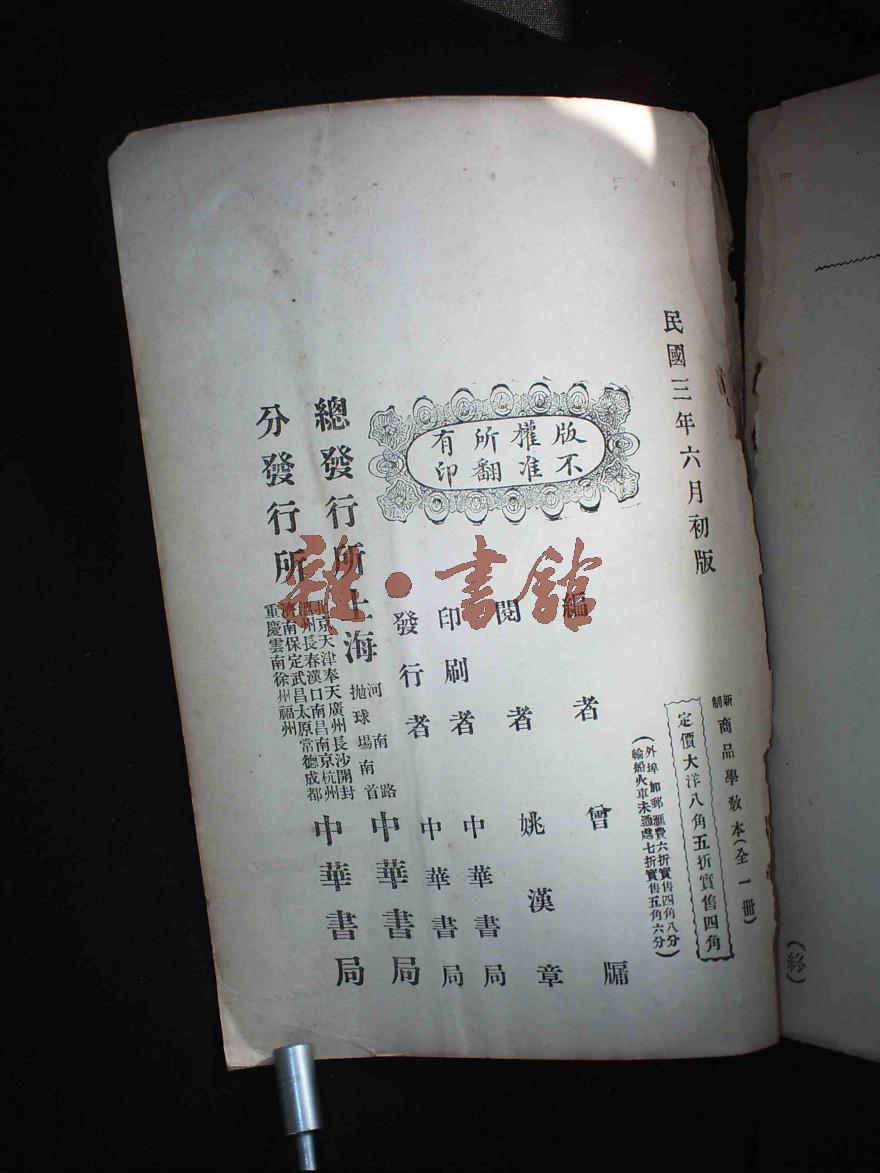 (終)
民國三年六月初版
新制商品學敎本(全一冊)
定價大洋八角五折實售四角
外埠加郵匯費六折實售四角八分
輪船火車未通處七折實售五角六分
版權所有
不准翻印
編者 曾牖
閱者 姚漢章
印刷者 中華書局
發行者 中華書局
總發行所 上海 河南路拋球場南首 中華書局
分發行所
北京天津奉天廣州長沙開封
溫州長春漢口南昌南京杭州
濟南保定武昌太原常德成都
重慶雲南徐州福州
中華書局
雜·書館